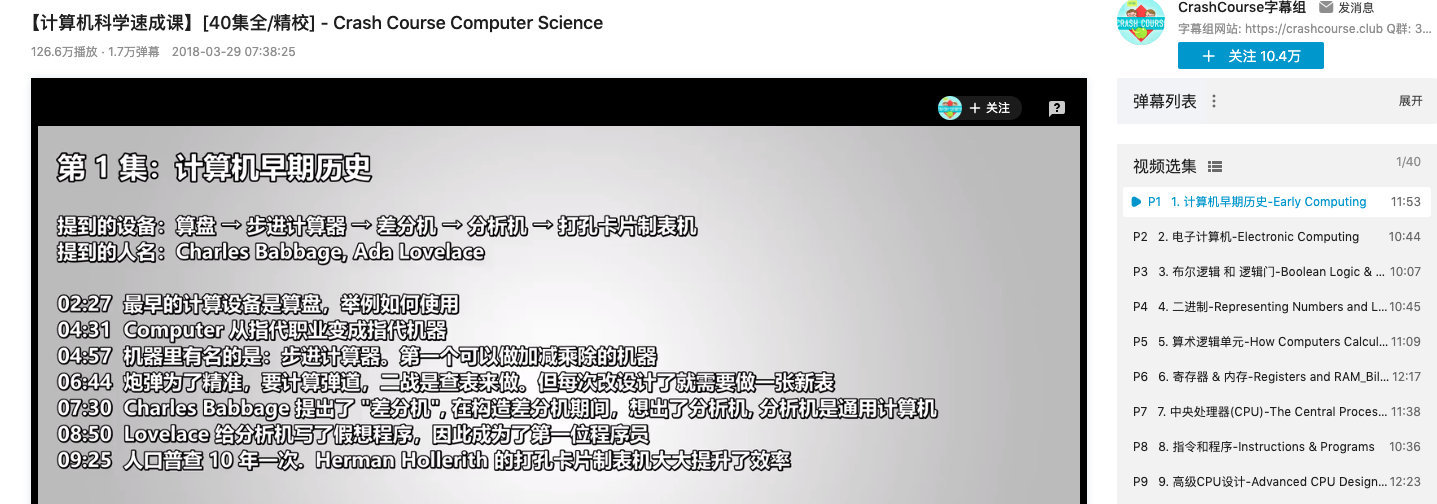 【计算机科学速成课】[40集全/精校] - Crash Course Computer Science
126.6万播放 · 1.7万弹幕 2018-03-29 07:38:25
CrashCourse字幕组 发消息
字幕组网站: https://crashcourse.club Q群: 3...
+ 关注 10.4万
CRASH COURS
+ 关注
第 1 集：计算机早期历史
提到的设备：算盘 → 步进计算器 → 差分机 → 分析机 → 打孔卡片制表机
提到的人名：Charles Babbage, Ada Lovelace
02:27 最早的计算设备是算盘，举例如何使用
04:31 Computer 从指代职业变成指代机器
04:57 机器里有名的是：步进计算器。第一个可以做加减乘除的机器
06:44 炮弹为了精准，要计算弹道，二战是查表来做。但每次改设计了就需要做一张新表
07:30 Charles Babbage 提出了 "差分机", 在构造差分机期间，想出了分析机, 分析机是通用计算机
08:50 Lovelace 给分析机写了假想程序，因此成为了第一位程序员
09:25 人口普查 10 年一次. Herman Hollerith 的打孔卡片制表机大大提升了效率
弹幕列表 展开
视频选集 1/40
P1 1. 计算机早期历史-Early Computing 11:53
P2 2. 电子计算机-Electronic Computing 10:44
P3 3. 布尔逻辑 和 逻辑门-Boolean Logic & ... 10:07
P4 4. 二进制-Representing Numbers and L... 10:45
P5 5. 算术逻辑单元-How Computers Calcul... 11:09
P6 6. 寄存器 & 内存-Registers and RAM_Bil... 12:17
P7 7. 中央处理器(CPU)-The Central Proces... 11:38
P8 8. 指令和程序-Instructions & Programs 10:36
P9 9. 高级CPU设计-Advanced CPU Design... 12:23